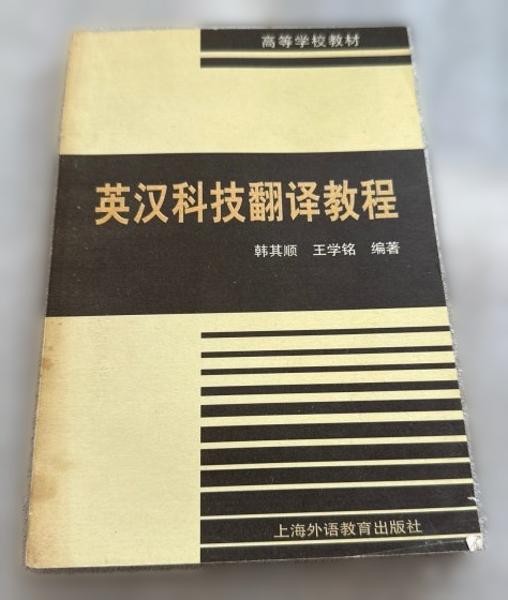 高等学校教材
英汉科技翻译教程
韩其顺 王学铭 编著
上海外语教育出版社